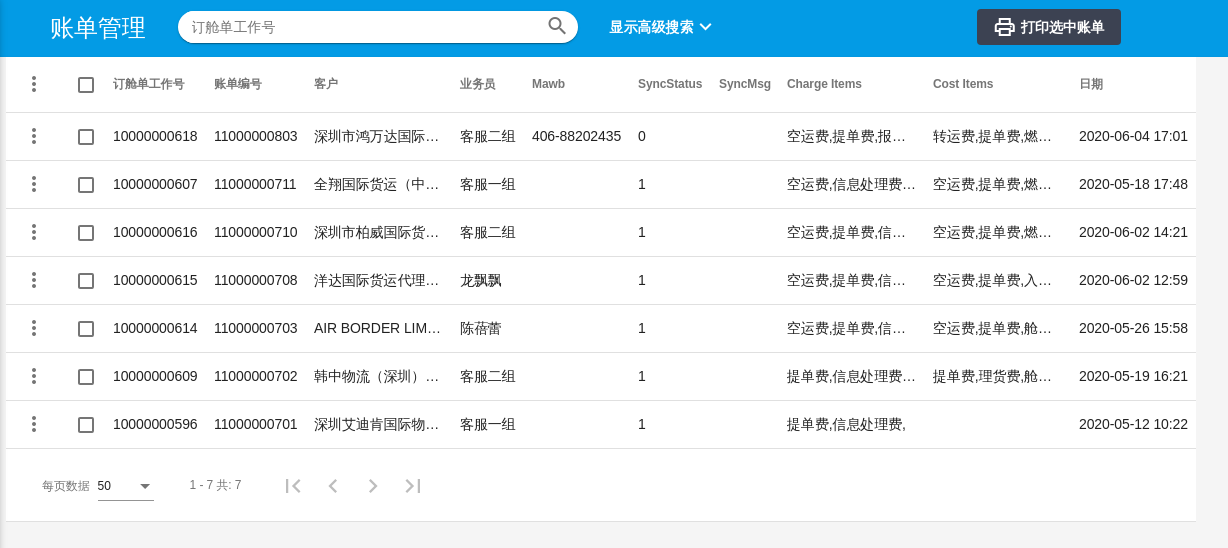 账单管理 订舱单工作号 显示高级搜索 打印选中账单
订舱单工作号 账单编号 客户 业务员 Mawb SyncStatus SyncMsg Charge Items Cost Items 日期
10000000618 11000000803 深圳市鸿万达国际… 客服二组 406-88202435 0 空运费,提单费,报… 转运费,提单费,燃… 2020-06-04 17:01
10000000607 11000000711 全翔国际货运（中… 客服一组 1 空运费,信息处理费… 空运费,提单费,燃… 2020-05-18 17:48
10000000616 11000000710 深圳市柏威国际货… 客服二组 1 空运费,提单费,信… 空运费,提单费,燃… 2020-06-02 14:21
10000000615 11000000708 洋达国际货运代理… 龙飘飘 1 空运费,提单费,信… 空运费,提单费,入… 2020-06-02 12:59
10000000614 11000000703 AIR BORDER LIM… 陈蓓蕾 1 空运费,提单费,信… 空运费,提单费,舱… 2020-05-26 15:58
10000000609 11000000702 韩中物流（深圳）… 客服二组 1 提单费,信息处理费… 提单费,理货费,舱… 2020-05-19 16:21
10000000596 11000000701 深圳艾迪肯国际物… 客服一组 1 提单费,信息处理费, 2020-05-12 10:22
每页数据 50 1 - 7 共: 7